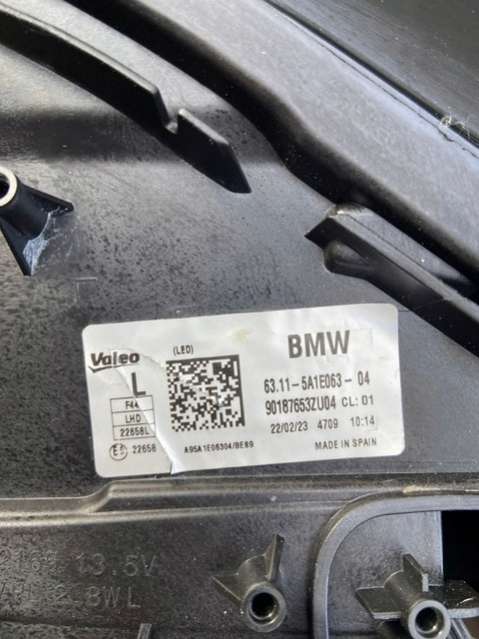 Valeo
(LED)
BMW
L
63.11- 5A1E063- 04
F44
90187653ZU04 CL: 01
LHD
22658L
22/02/23 4709 10:14
22658
A95A1E06304/BE89
MADE IN SPAIN
13.5V